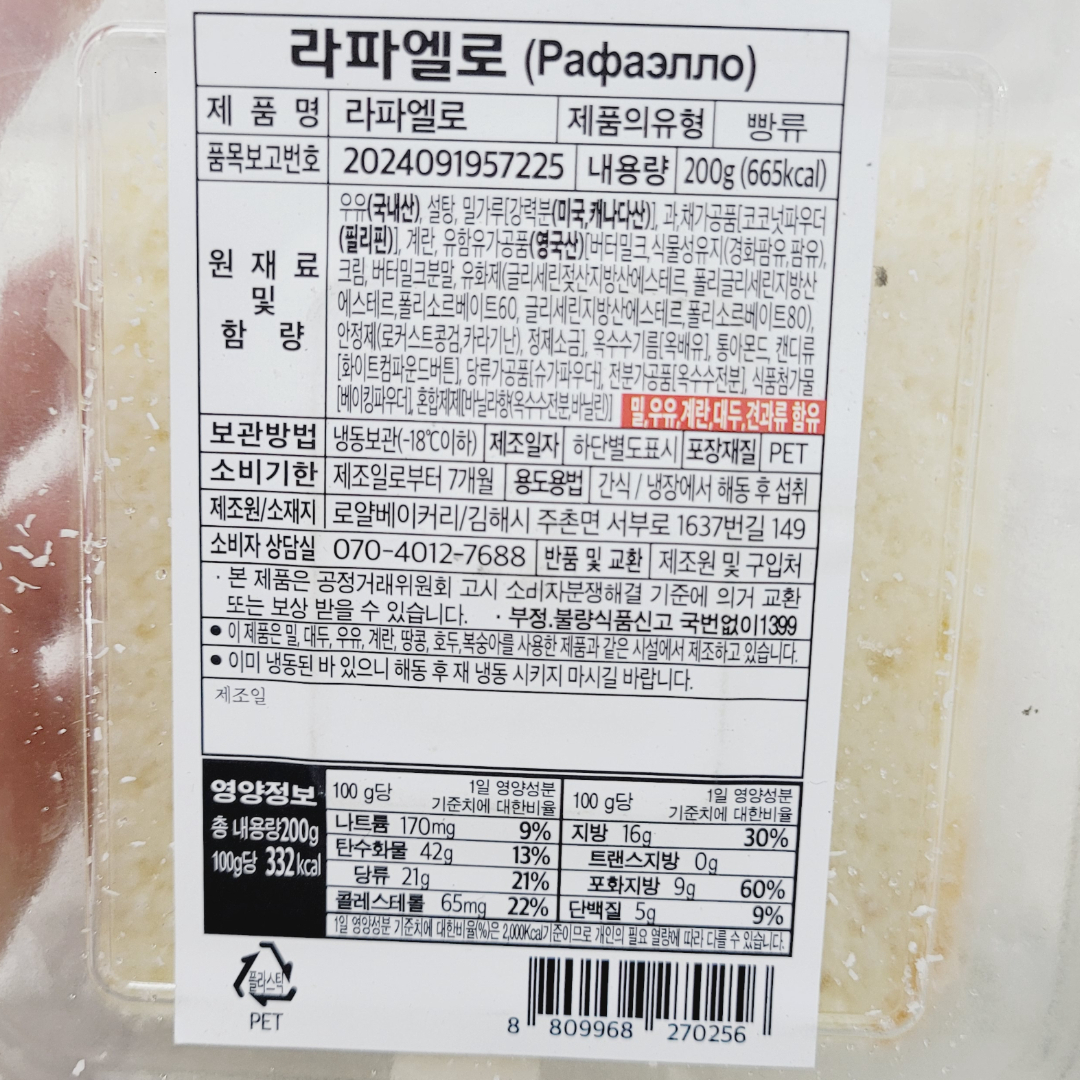 라파엘로 (Рафаэлло)
제 품 명 라파엘로 제품의유형 빵류
품목보고번호 2024091957225 내용량 200g (665kcal)
원 재 료 및 함 량
우유(국내산), 설탕, 밀가루[강력분(미국,캐나다산)], 과,채가공품[코코넛파우더
(필리핀)], 계란, 유함유가공품(영국산)[버터밀크,식물성유지(경화팜유,팜유),
크림, 버터밀크분말, 유화제(글리세린젖산지방산에스테르, 폴리글리세린지방산
에스테르,폴리소르베이트60, 글리세린지방산에스테르,폴리소르베이트80),
안정제(로커스트콩검,카라기난), 정제소금], 옥수수기름[옥배유], 통아몬드, 캔디류
[화이트컴파운드버튼], 당류가공품[슈가파우더], 전분가공품[옥수수전분], 식품첨가물
[베이킹파우더], 혼합제제[바닐라향(옥수수전분,바닐린)] 밀,우유,계란,대두,견과류 함유
보관방법 냉동보관(-18℃이하) 제조일자 하단별도표시 포장재질 PET
소비기한 제조일로부터 7개월 용도용법 간식 / 냉장에서 해동 후 섭취
제조원/소재지 로얄베이커리/김해시 주촌면 서부로 1637번길 149
소비자 상담실 070-4012-7688 반품 및 교환 제조원 및 구입처
· 본 제품은 공정거래위원회 고시 소비자분쟁해결 기준에 의거 교환
또는 보상 받을 수 있습니다. · 부정.불량식품신고 국번없이1399
● 이 제품은 밀, 대두, 우유, 계란, 땅콩, 호두,복숭아를 사용한 제품과 같은 시설에서 제조하고 있습니다.
● 이미 냉동된 바 있으니 해동 후 재 냉동 시키지 마시길 바랍니다.
제조일
영양정보
총 내용량200g
100g당 332kcal
100 g당 1일 영양성분 기준치에 대한비율
나트륨 170mg 9%
탄수화물 42g 13%
당류 21g 21%
콜레스테롤 65mg 22%
100 g당 1일 영양성분 기준치에 대한비율
지방 16g 30%
트랜스지방 0g
포화지방 9g 60%
단백질 5g 9%
1일 영양성분 기준치에 대한비율(%)은 2,000Kcal기준이므로 개인의 필요 열량에 따라 다를 수 있습니다.
플라스틱
PET
8 809968 270256